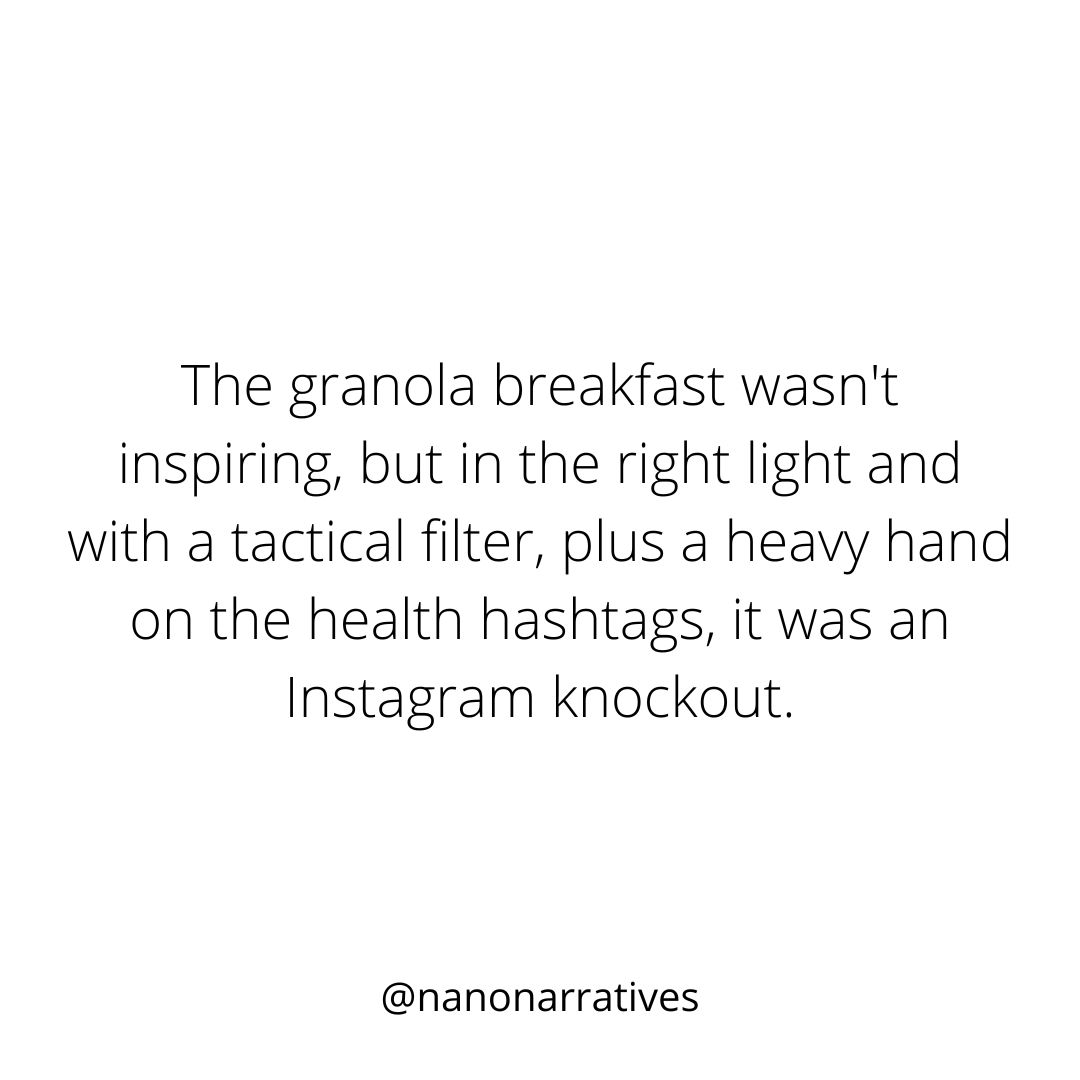 The granola breakfast wasn't
inspiring, but in the right light and
with a tactical filter, plus a heavy hand
on the health hashtags, it was an
Instagram knockout.
@nanonarratives